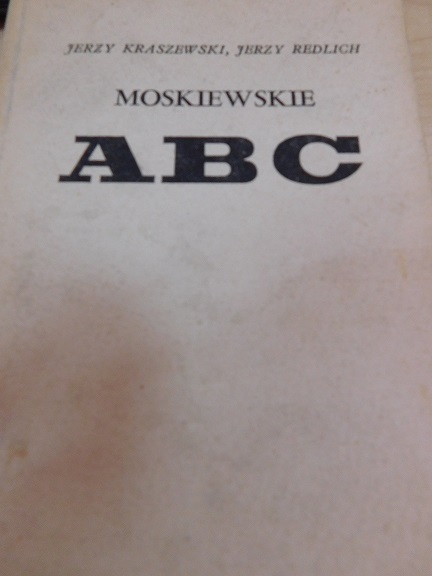 JERZY KRASZEWSKI, JERZY REDLICH
MOSKIEWSKIE
ABC